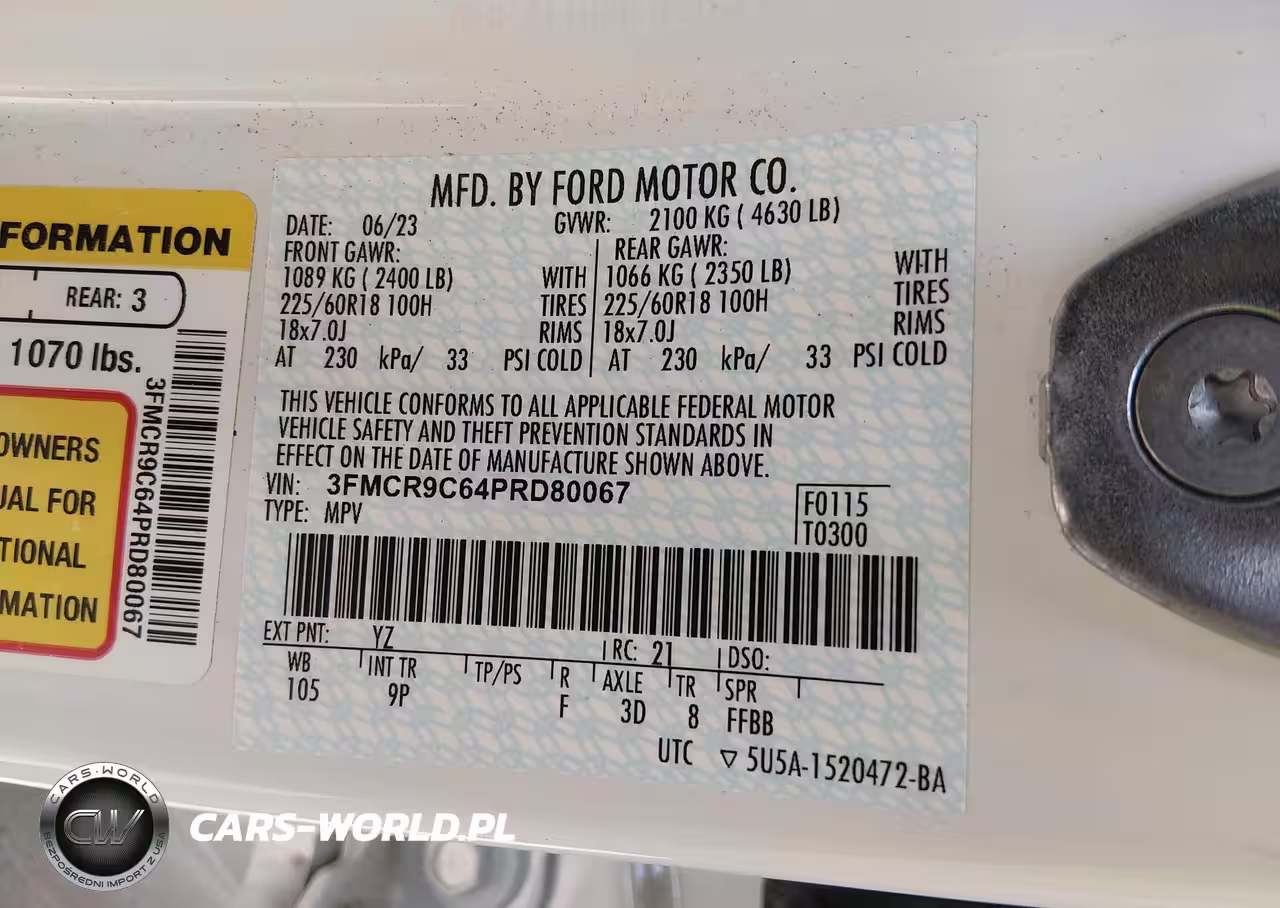 FORMATION
REAR: 3
1070 lbs.
OWNERS
UAL FOR
TIONAL
MATION
3FMCR9C64PRD80067
MFD. BY FORD MOTOR CO.
DATE: 06/23 GVWR: 2100 KG ( 4630 LB)
FRONT GAWR: REAR GAWR:
1089 KG ( 2400 LB) WITH 1066 KG ( 2350 LB) WITH
225/60R18 100H TIRES 225/60R18 100H TIRES
18x7.0J RIMS 18x7.0J RIMS
AT 230 kPa/ 33 PSI COLD AT 230 kPa/ 33 PSI COLD
THIS VEHICLE CONFORMS TO ALL APPLICABLE FEDERAL MOTOR
VEHICLE SAFETY AND THEFT PREVENTION STANDARDS IN
EFFECT ON THE DATE OF MANUFACTURE SHOWN ABOVE.
VIN: 3FMCR9C64PRD80067
TYPE: MPV
F0115
T0300
EXT PNT: YZ RC: 21 DSO:
WB INT TR TP/PS R AXLE TR SPR
105 9P F 3D 8 FFBB
UTC ▽ 5U5A-1520472-BA
CARS-WORLD
CW
BEZPOŚREDNI IMPORT Z USA
CARS-WORLD.PL